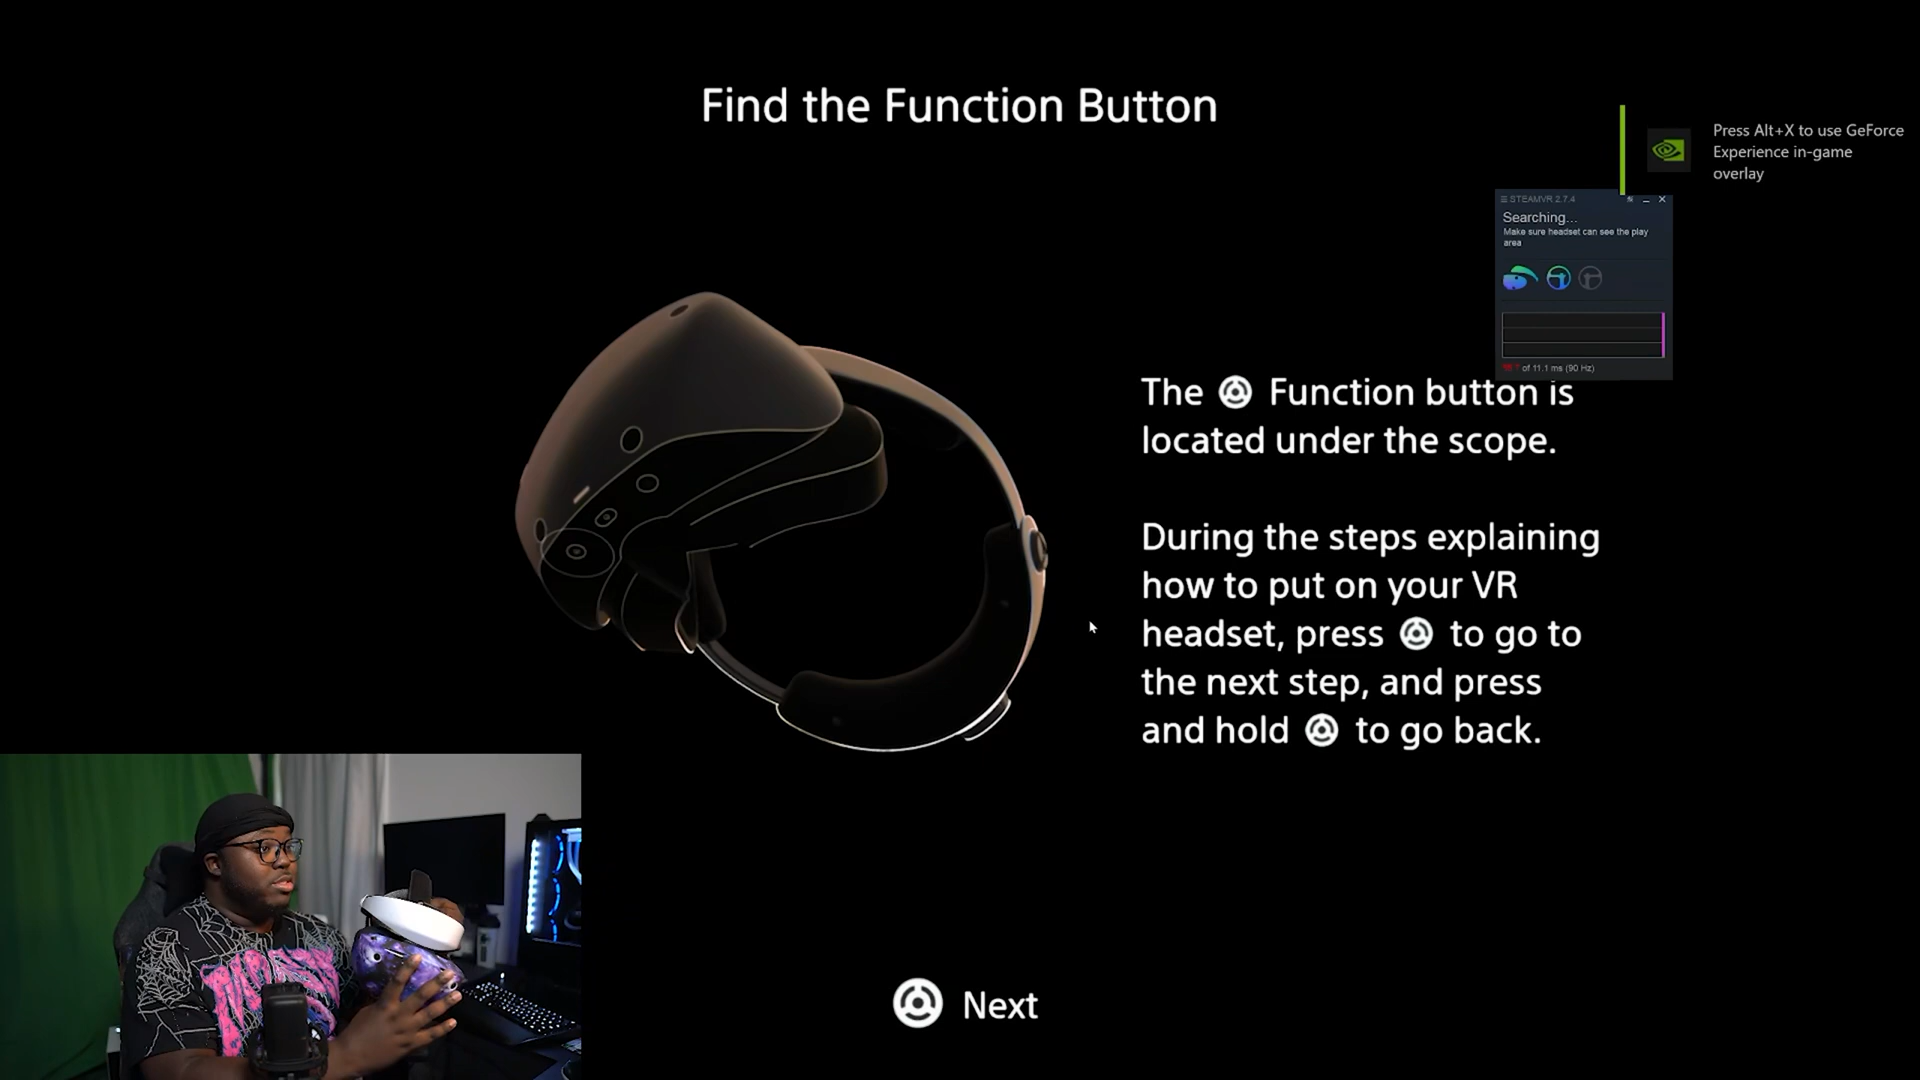 Find the Function Button
Press Alt+X to use GeForce
Experience in-game
overlay
STEAMVR 2.7.4
Searching...
Make sure headset can see the play
area
of 11.1 ms (90 Hz)
The Function button is
located under the scope.
During the steps explaining
how to put on your VR
headset, press to go to
the next step, and press
and hold to go back.
Next